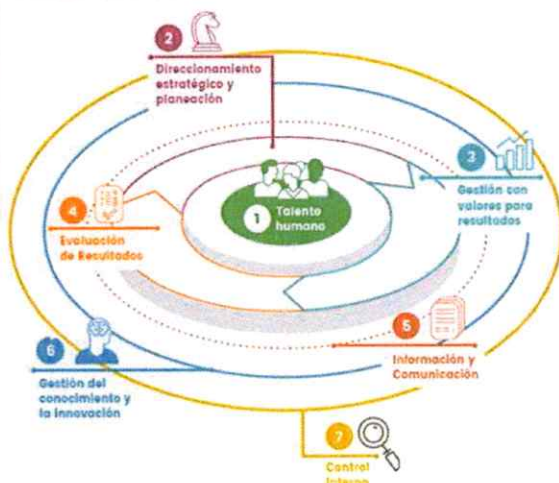 2
Direccionamiento
estratégico y
planeación
3
Gestión con
valores para
resultados
1
Talento
humano
4
Evaluación
de Resultados
5
Información y
Comunicación
6
Gestión del
conocimiento y
la innovación
7
Control
Interno